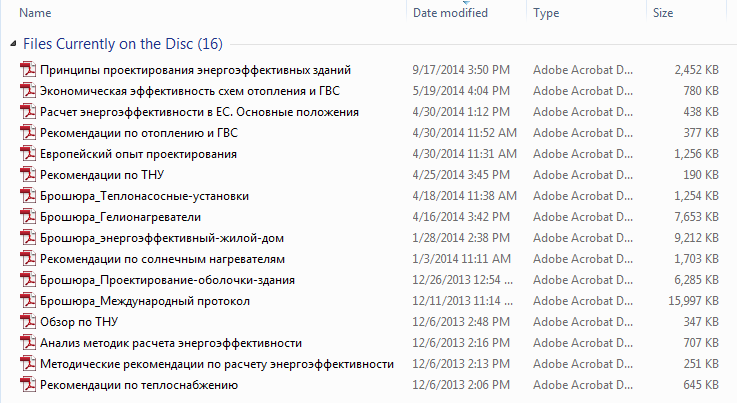 Name Date modified Type Size
Files Currently on the Disc (16)
Принципы проектирования энергоэффективных зданий 9/17/2014 3:50 PM Adobe Acrobat D... 2,452 KB
Экономическая эффективность схем отопления и ГВС 5/19/2014 4:04 PM Adobe Acrobat D... 780 KB
Расчет энергоэффективности в ЕС. Основные положения 4/30/2014 1:12 PM Adobe Acrobat D... 438 KB
Рекомендации по отоплению и ГВС 4/30/2014 11:52 AM Adobe Acrobat D... 377 KB
Европейский опыт проектирования 4/30/2014 11:31 AM Adobe Acrobat D... 1,256 KB
Рекомендации по ТНУ 4/25/2014 3:45 PM Adobe Acrobat D... 190 KB
Брошюра_Теплонасосные-установки 4/18/2014 11:38 AM Adobe Acrobat D... 1,254 KB
Брошюра_Гелионагреватели 4/16/2014 3:42 PM Adobe Acrobat D... 7,653 KB
Брошюра_энергоэффективный-жилой-дом 1/28/2014 2:38 PM Adobe Acrobat D... 9,212 KB
Рекомендации по солнечным нагревателям 1/3/2014 11:11 AM Adobe Acrobat D... 1,703 KB
Брошюра_Проектирование-оболочки-здания 12/26/2013 12:54 ... Adobe Acrobat D... 6,285 KB
Брошюра_Международный протокол 12/11/2013 11:14 ... Adobe Acrobat D... 15,997 KB
Обзор по ТНУ 12/6/2013 2:48 PM Adobe Acrobat D... 347 KB
Анализ методик расчета энергоэффективности 12/6/2013 2:16 PM Adobe Acrobat D... 707 KB
Методические рекомендации по расчету энергоэффективности 12/6/2013 2:13 PM Adobe Acrobat D... 251 KB
Рекомендации по теплоснабжению 12/6/2013 2:06 PM Adobe Acrobat D... 645 KB